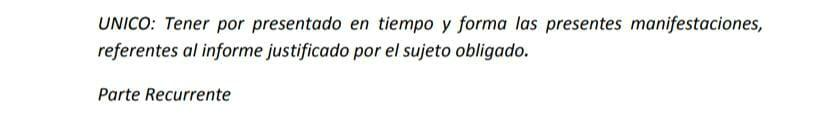 UNICO: Tener por presentado en tiempo y forma las presentes manifestaciones,
referentes al informe justificado por el sujeto obligado.
Parte Recurrente